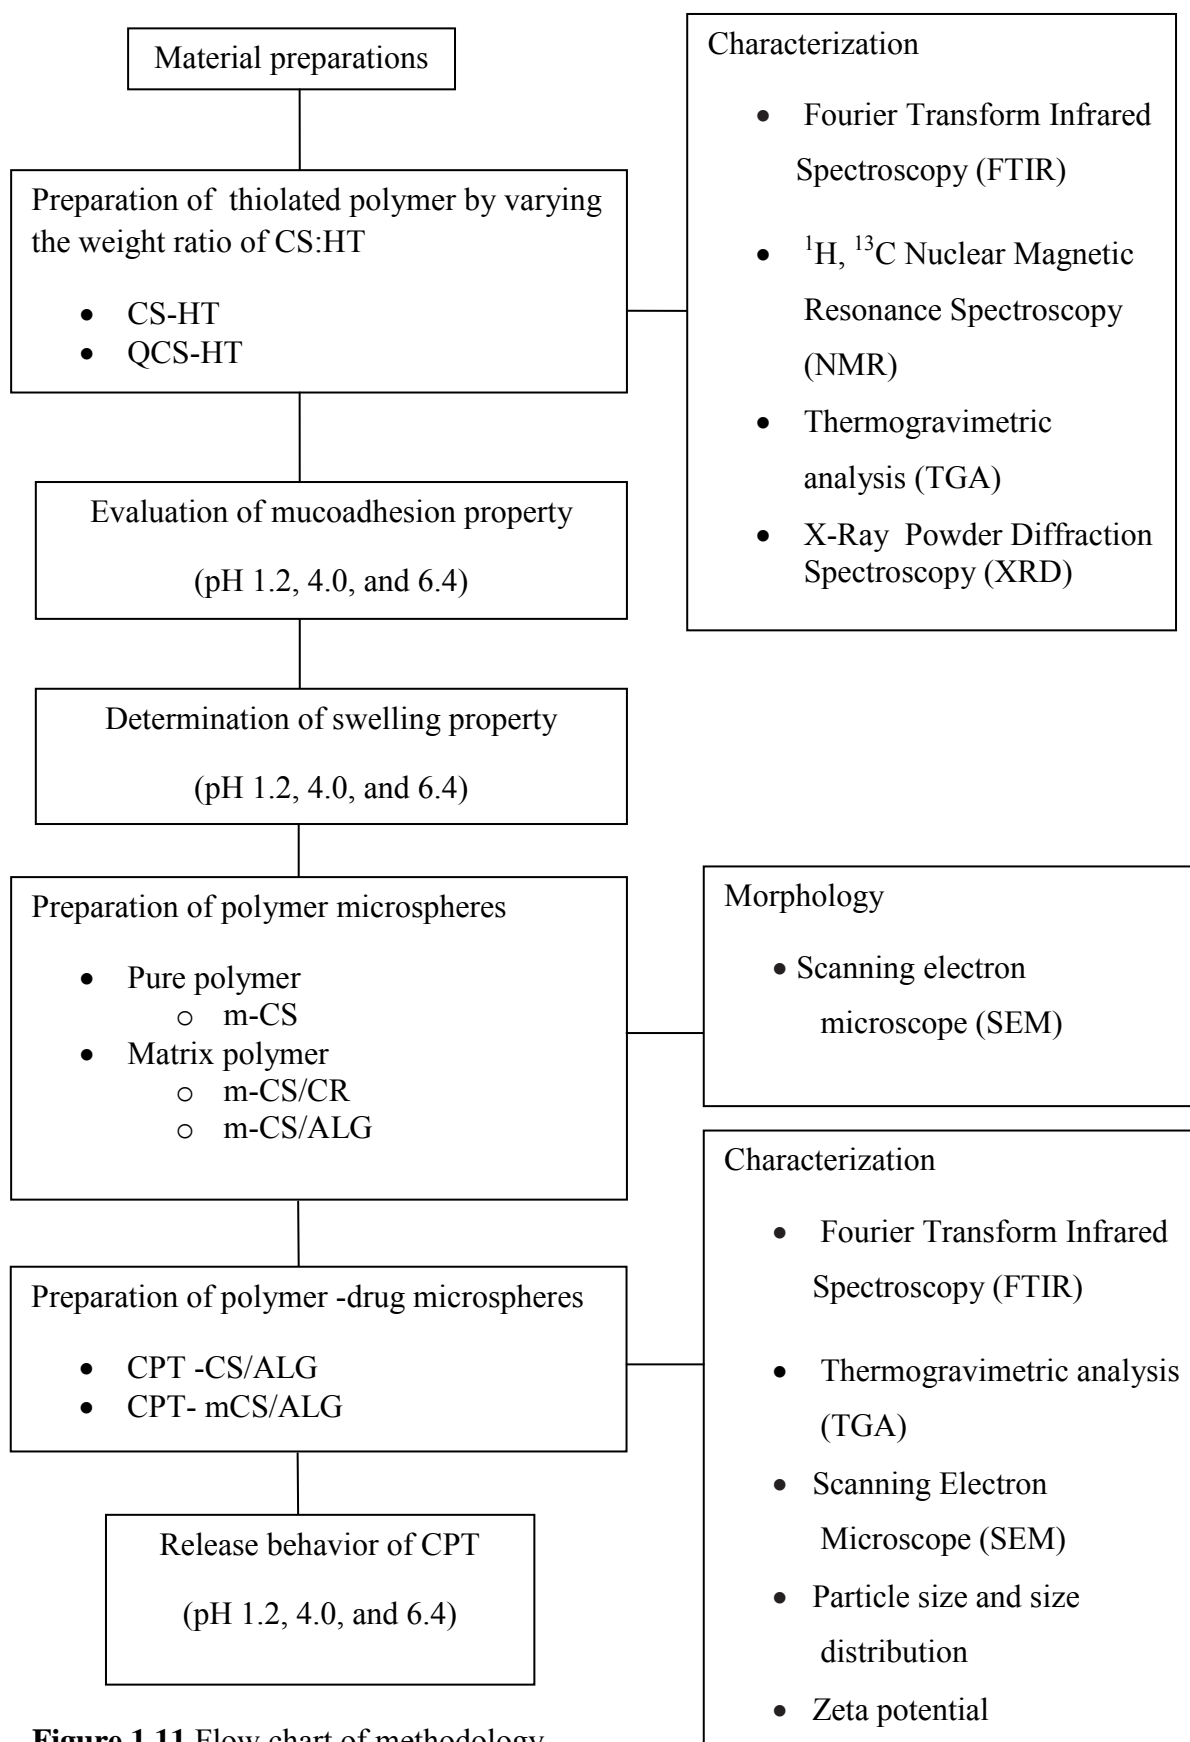 Material preparations
Preparation of thiolated polymer by varying
the weight ratio of CS:HT
• CS-HT
• QCS-HT
Characterization
• Fourier Transform Infrared
Spectroscopy (FTIR)
• ¹H, ¹³C Nuclear Magnetic
Resonance Spectroscopy
(NMR)
• Thermogravimetric
analysis (TGA)
• X-Ray Powder Diffraction
Spectroscopy (XRD)
Evaluation of mucoadhesion property
(pH 1.2, 4.0, and 6.4)
Determination of swelling property
(pH 1.2, 4.0, and 6.4)
Preparation of polymer microspheres
• Pure polymer
o m-CS
• Matrix polymer
o m-CS/CR
o m-CS/ALG
Morphology
• Scanning electron
microscope (SEM)
Preparation of polymer -drug microspheres
• CPT -CS/ALG
• CPT- mCS/ALG
Characterization
• Fourier Transform Infrared
Spectroscopy (FTIR)
• Thermogravimetric analysis
(TGA)
• Scanning Electron
Microscope (SEM)
• Particle size and size
distribution
• Zeta potential
Release behavior of CPT
(pH 1.2, 4.0, and 6.4)
Figure 1.11 Flow chart of methodology